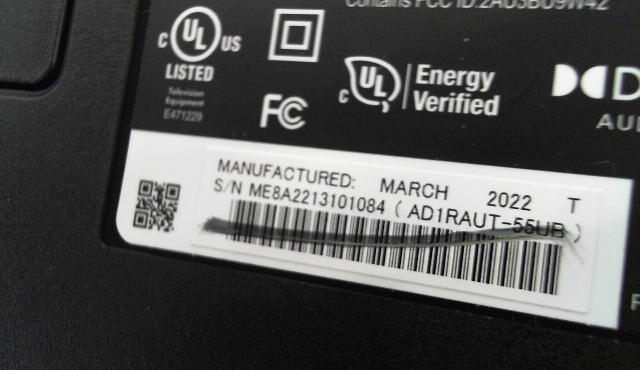 Contains FCC ID:2AU3BU9W42
C UL US
LISTED
Television
Equipment
E471229
FC
C UL Energy
Verified
AU
MANUFACTURED: MARCH 2022 T
S/N ME8A2213101084 ( AD1RAUT-55UB )